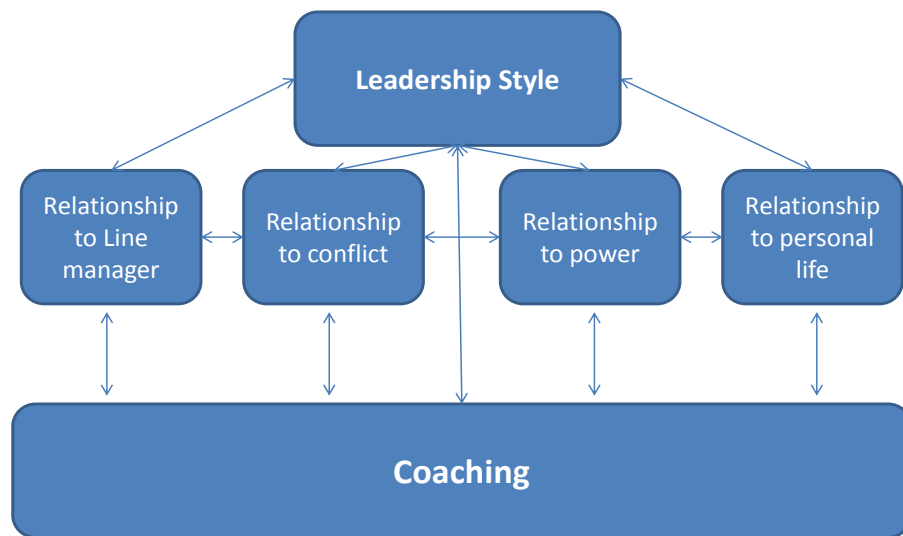 Leadership Style
Relationship
to Line
manager
Relationship
to conflict
Relationship
to power
Relationship
to personal
life
Coaching